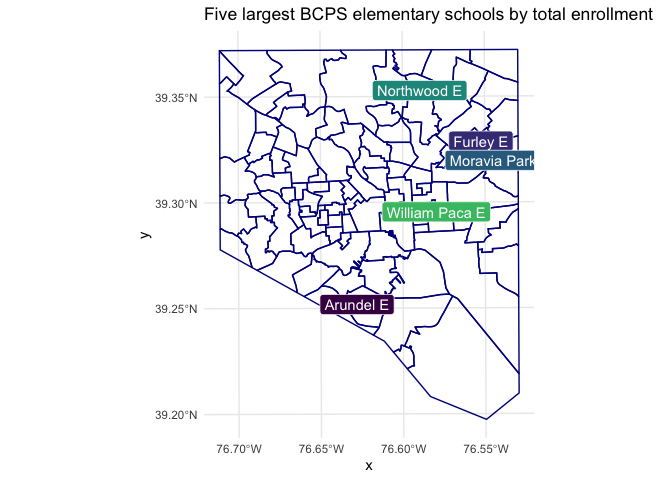 Five largest BCPS elementary schools by total enrollment
39.35°N
39.30°N
39.25°N
39.20°N
y
Northwood E
Furley E
Moravia Park
William Paca E
Arundel E
76.70°W 76.65°W 76.60°W 76.55°W
x